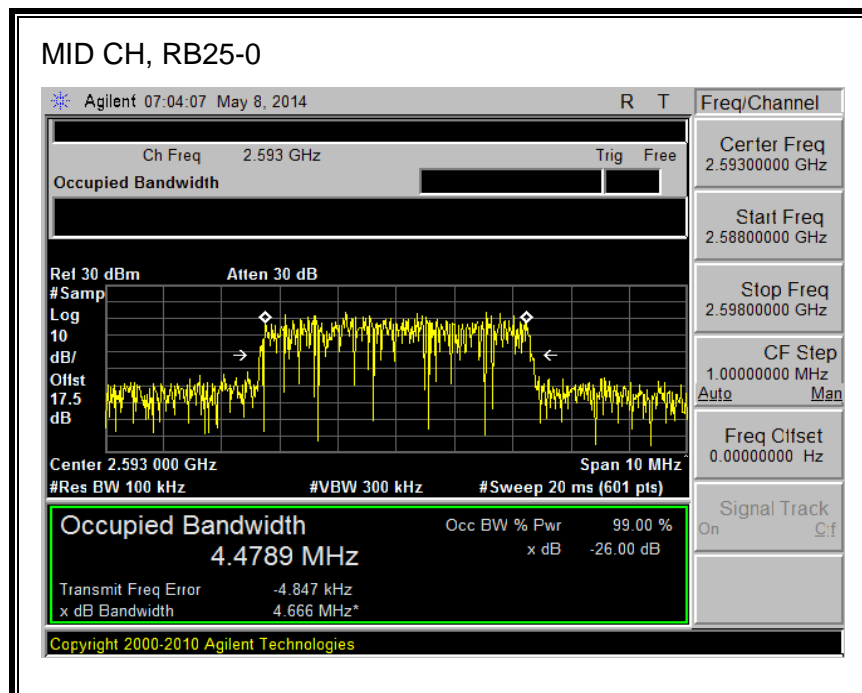 MID CH, RB25-0
Agilent 07:04:07 May 8, 2014 R T
Freq/Channel
Ch Freq 2.593 GHz Trig Free
Occupied Bandwidth
Center Freq
2.59300000 GHz
Start Freq
2.58800000 GHz
Stop Freq
2.59800000 GHz
CF Step
1.00000000 MHz
Auto Man
Freq Offset
0.00000000 Hz
Signal Track
On Off
Ref 30 dBm Atten 30 dB
#Samp
Log
10
dB/
Offst
17.5
dB
Center 2.593 000 GHz Span 10 MHz^
#Res BW 100 kHz #VBW 300 kHz #Sweep 20 ms (601 pts)
Occupied Bandwidth Occ BW % Pwr 99.00 %
4.4789 MHz x dB -26.00 dB
Transmit Freq Error -4.847 kHz
x dB Bandwidth 4.666 MHz*
Copyright 2000-2010 Agilent Technologies